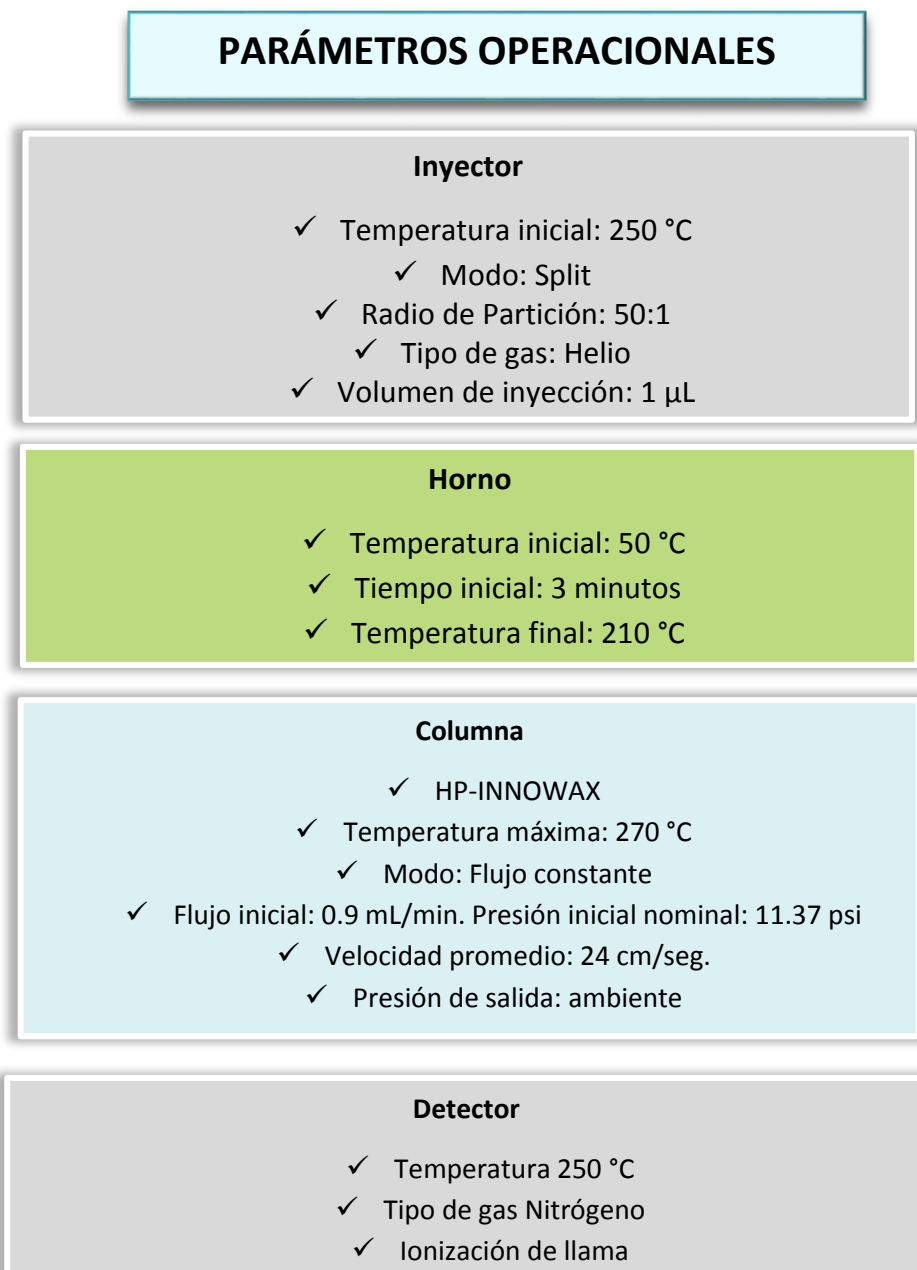 PARÁMETROS OPERACIONALES
Inyector
✓ Temperatura inicial: 250 °C
✓ Modo: Split
✓ Radio de Partición: 50:1
✓ Tipo de gas: Helio
✓ Volumen de inyección: 1 µL
Horno
✓ Temperatura inicial: 50 °C
✓ Tiempo inicial: 3 minutos
✓ Temperatura final: 210 °C
Columna
✓ HP-INNOWAX
✓ Temperatura máxima: 270 °C
✓ Modo: Flujo constante
✓ Flujo inicial: 0.9 mL/min. Presión inicial nominal: 11.37 psi
✓ Velocidad promedio: 24 cm/seg.
✓ Presión de salida: ambiente
Detector
✓ Temperatura 250 °C
✓ Tipo de gas Nitrógeno
✓ Ionización de llama